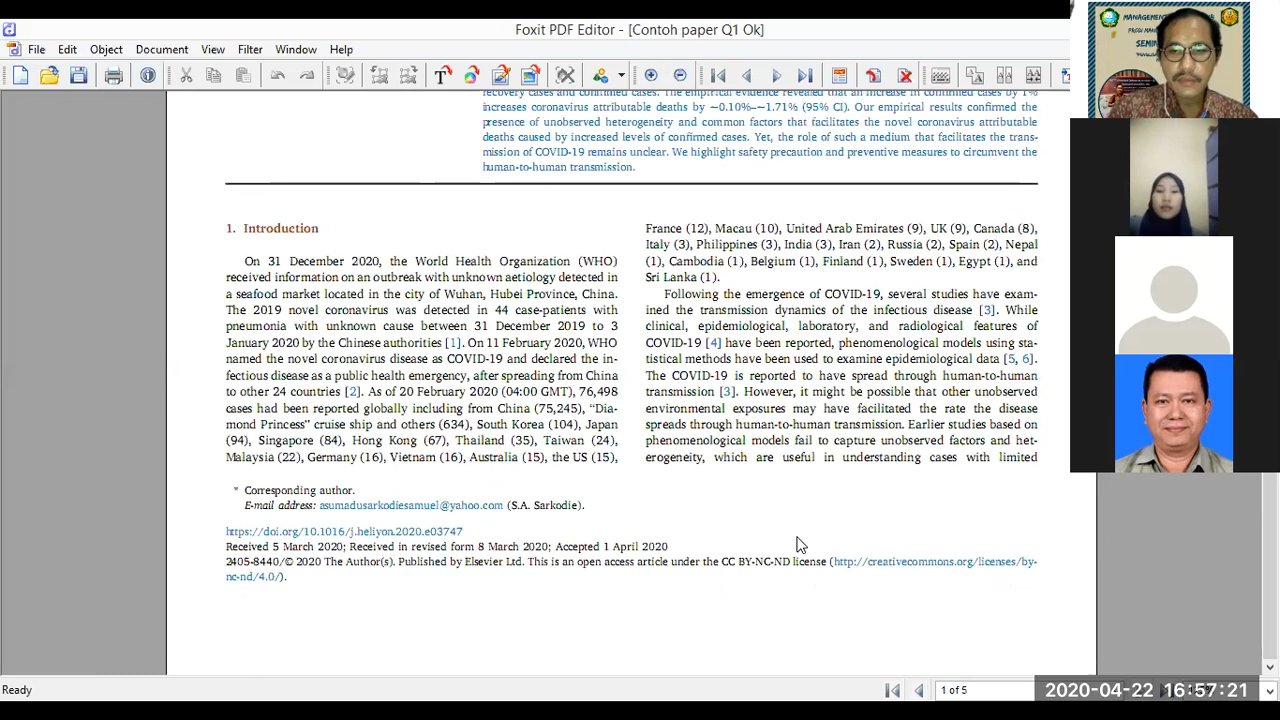 Foxit PDF Editor - [Contoh paper Q1 Ok]
File Edit Object Document View Filter Window Help
recovery cases and confirmed cases. The empirical evidence revealed that an increase in confirmed cases by 1%
increases coronavirus attributable deaths by ~0.10%–~1.71% (95% CI). Our empirical results confirmed the
presence of unobserved heterogeneity and common factors that facilitates the novel coronavirus attributable
deaths caused by increased levels of confirmed cases. Yet, the role of such a medium that facilitates the trans-
mission of COVID-19 remains unclear. We highlight safety precaution and preventive measures to circumvent the
human-to-human transmission.
1. Introduction
On 31 December 2020, the World Health Organization (WHO)
received information on an outbreak with unknown aetiology detected in
a seafood market located in the city of Wuhan, Hubei Province, China.
The 2019 novel coronavirus was detected in 44 case-patients with
pneumonia with unknown cause between 31 December 2019 to 3
January 2020 by the Chinese authorities [1]. On 11 February 2020, WHO
named the novel coronavirus disease as COVID-19 and declared the in-
fectious disease as a public health emergency, after spreading from China
to other 24 countries [2]. As of 20 February 2020 (04:00 GMT), 76,498
cases had been reported globally including from China (75,245), “Dia-
mond Princess” cruise ship and others (634), South Korea (104), Japan
(94), Singapore (84), Hong Kong (67), Thailand (35), Taiwan (24),
Malaysia (22), Germany (16), Vietnam (16), Australia (15), the US (15),
France (12), Macau (10), United Arab Emirates (9), UK (9), Canada (8),
Italy (3), Philippines (3), India (3), Iran (2), Russia (2), Spain (2), Nepal
(1), Cambodia (1), Belgium (1), Finland (1), Sweden (1), Egypt (1), and
Sri Lanka (1).
Following the emergence of COVID-19, several studies have exam-
ined the transmission dynamics of the infectious disease [3]. While
clinical, epidemiological, laboratory, and radiological features of
COVID-19 [4] have been reported, phenomenological models using sta-
tistical methods have been used to examine epidemiological data [5, 6].
The COVID-19 is reported to have spread through human-to-human
transmission [3]. However, it might be possible that other unobserved
environmental exposures may have facilitated the rate the disease
spreads through human-to-human transmission. Earlier studies based on
phenomenological models fail to capture unobserved factors and het-
erogeneity, which are useful in understanding cases with limited
* Corresponding author.
E-mail address: asumadusarkodiesamuel@yahoo.com (S.A. Sarkodie).
https://doi.org/10.1016/j.heliyon.2020.e03747
Received 5 March 2020; Received in revised form 8 March 2020; Accepted 1 April 2020
2405-8440/© 2020 The Author(s). Published by Elsevier Ltd. This is an open access article under the CC BY-NC-ND license (http://creativecommons.org/licenses/by-
nc-nd/4.0/).
Ready
1 of 5
2020-04-22 16:57:21